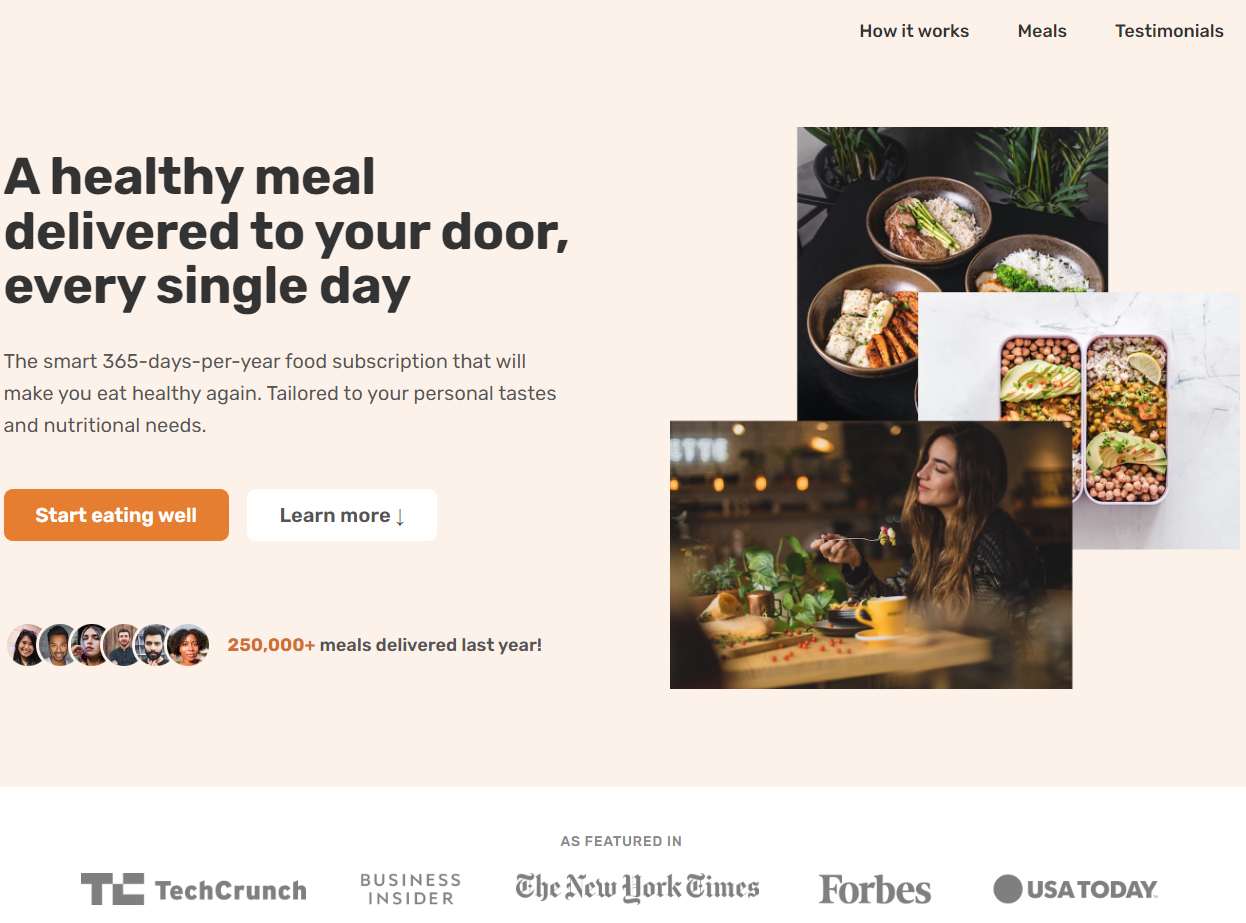 How it works
Meals
Testimonials
A healthy meal
delivered to your door,
every single day
The smart 365-days-per-year food subscription that will
make you eat healthy again. Tailored to your personal tastes
and nutritional needs.
Start eating well
Learn more ↓
250,000+ meals delivered last year!
AS FEATURED IN
TechCrunch
BUSINESS
INSIDER
The New York Times
Forbes
USA TODAY